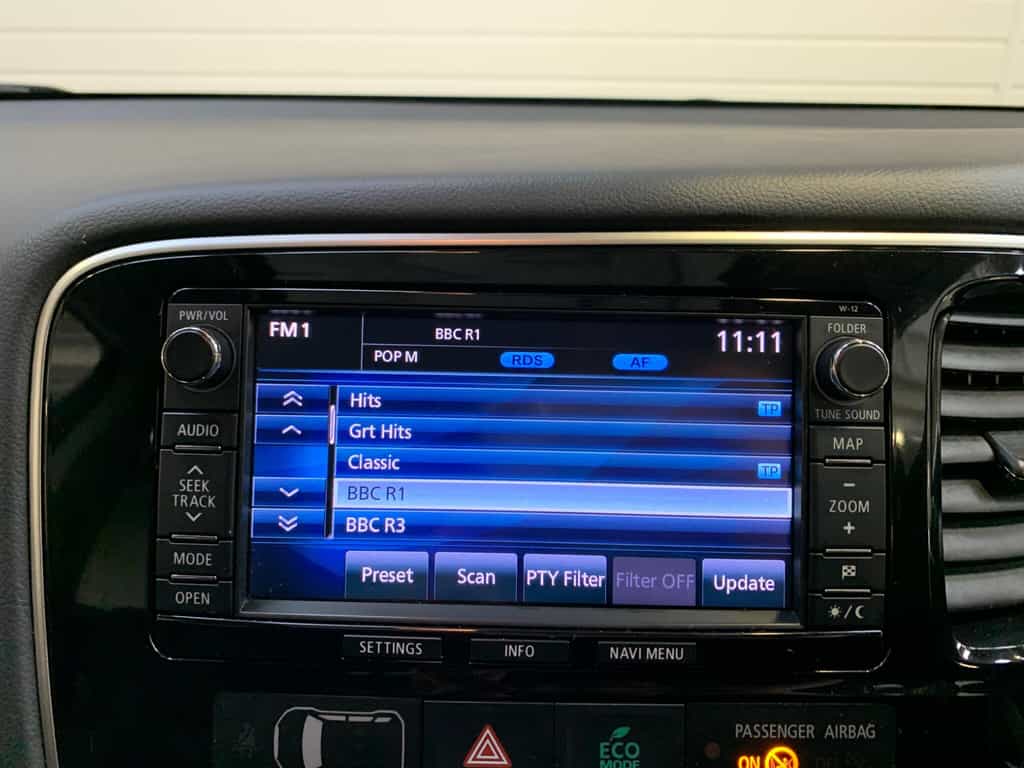 W-12
PWR/VOL
FOLDER
FM1
BBC R1
11:11
POP M
RDS
AF
Hits
TP
TUNE SOUND
AUDIO
Grt Hits
MAP
SEEK
TRACK
Classic
TP
BBC R1
ZOOM
BBC R3
MODE
Preset
Scan
PTY Filter
Filter OFF
Update
OPEN
SETTINGS
INFO
NAVI MENU
PASSENGER AIRBAG
ECO
MODE
ON